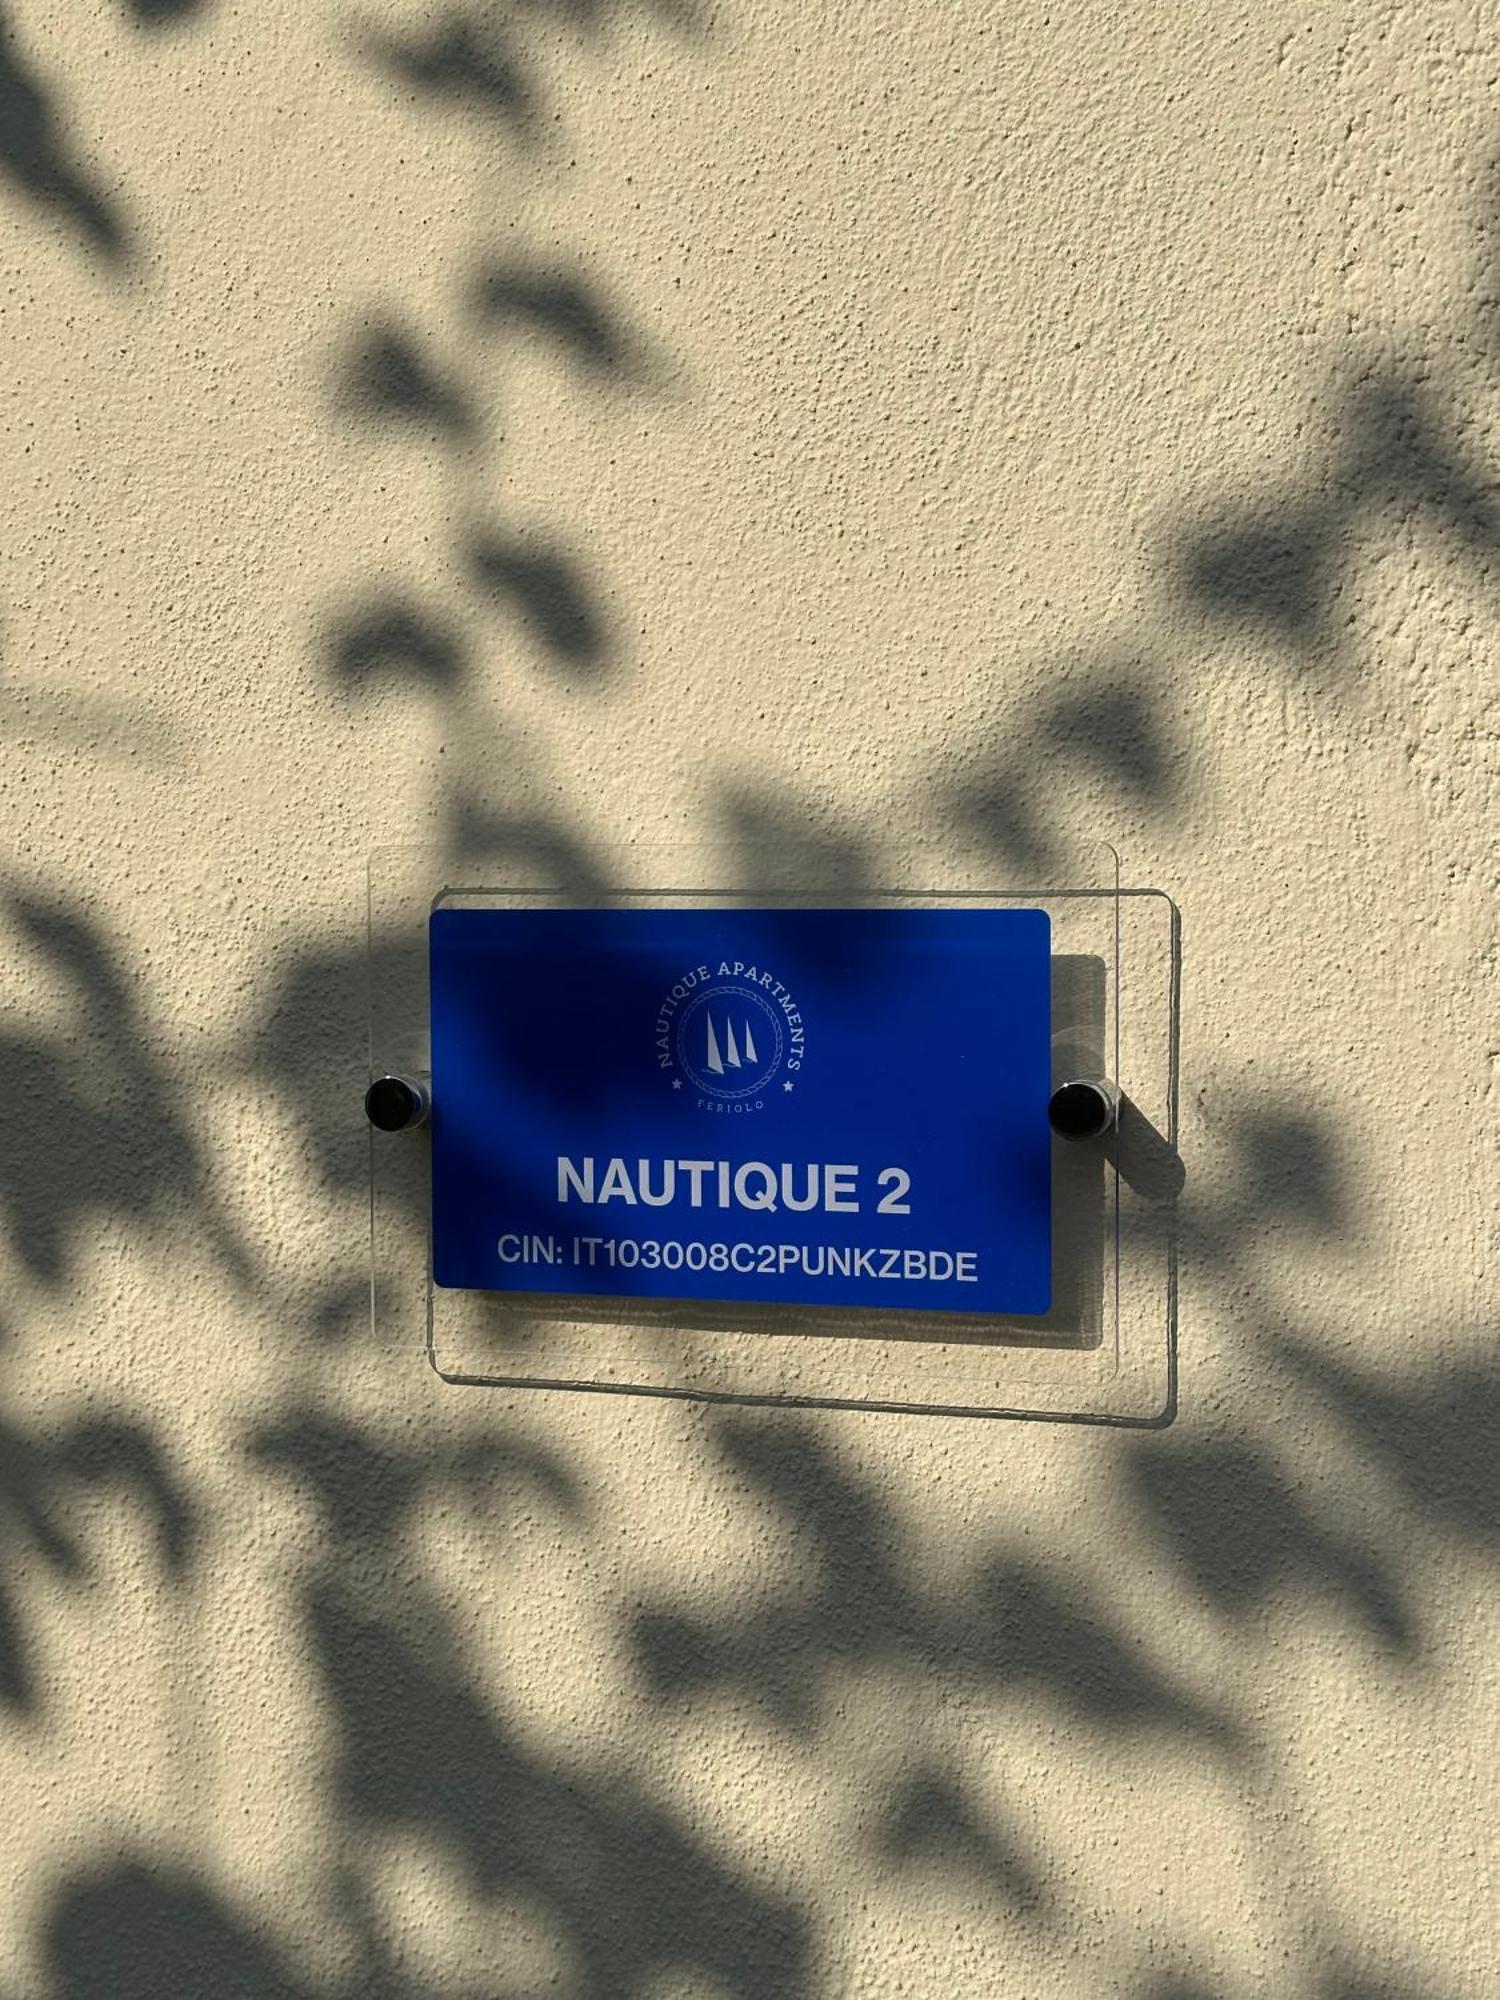 NAUTIQUE APARTMENTS
FERIOLO
NAUTIQUE 2
CIN: IT103008C2PUNKZBDE